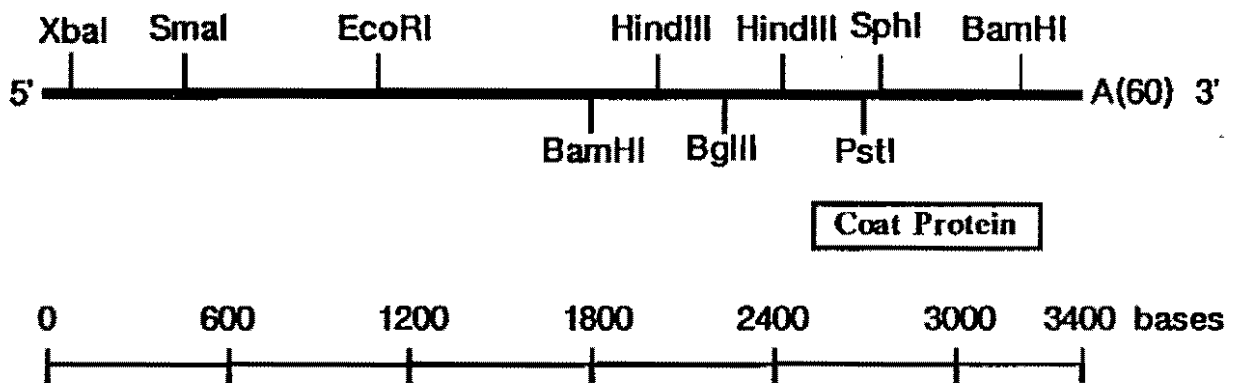 XbaI SmaI EcoRI HindIII HindIII SphI BamHI
5' A(60) 3'
BamHI BglII PstI
Coat Protein
0 600 1200 1800 2400 3000 3400 bases